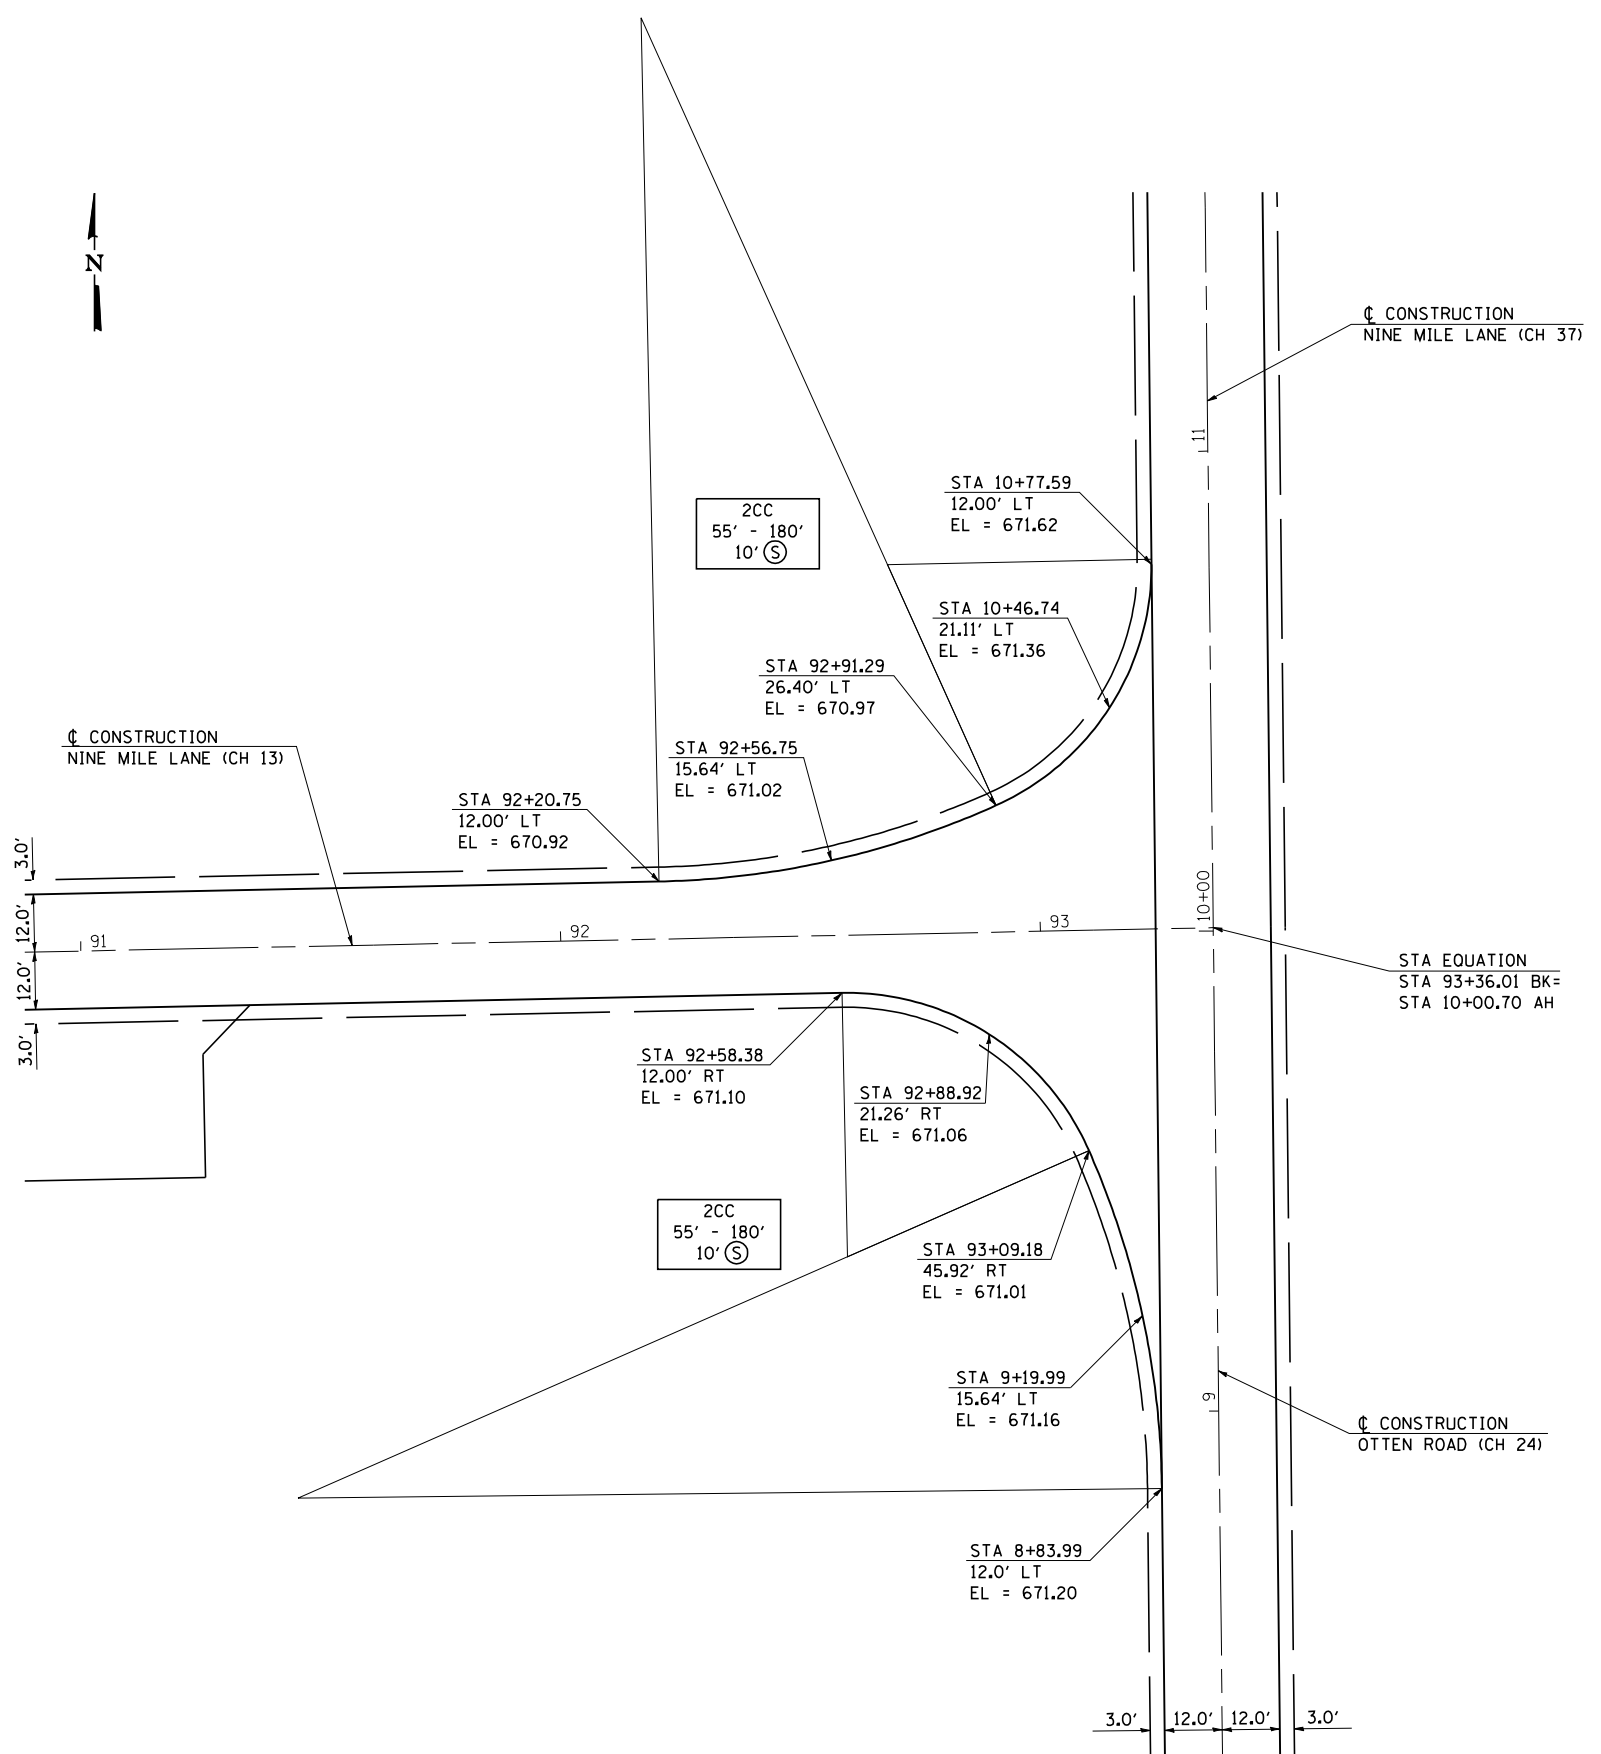 N
℄ CONSTRUCTION
NINE MILE LANE (CH 37)
11
STA 10+77.59
12.00' LT
EL = 671.62
2CC
55' - 180'
10' Ⓢ
STA 10+46.74
21.11' LT
EL = 671.36
STA 92+91.29
26.40' LT
EL = 670.97
℄ CONSTRUCTION
NINE MILE LANE (CH 13)
STA 92+56.75
15.64' LT
EL = 671.02
STA 92+20.75
12.00' LT
EL = 670.92
3.0'
12.0'
12.0'
3.0'
91
92
93
10+00
STA EQUATION
STA 93+36.01 BK=
STA 10+00.70 AH
STA 92+58.38
12.00' RT
EL = 671.10
STA 92+88.92
21.26' RT
EL = 671.06
2CC
55' - 180'
10' Ⓢ
STA 93+09.18
45.92' RT
EL = 671.01
STA 9+19.99
15.64' LT
EL = 671.16
9
℄ CONSTRUCTION
OTTEN ROAD (CH 24)
STA 8+83.99
12.0' LT
EL = 671.20
3.0' 12.0' 12.0' 3.0'